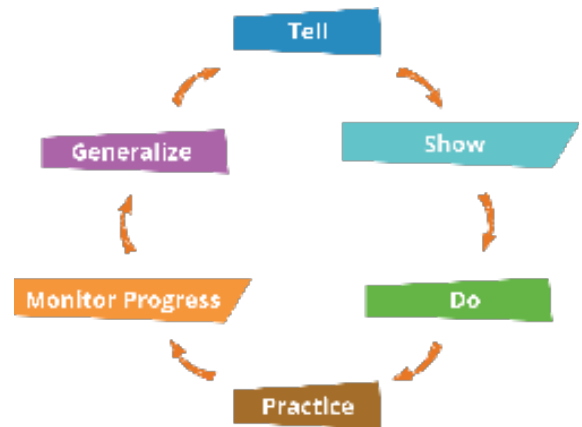 Tell
Show
Do
Practice
Monitor Progress
Generalize